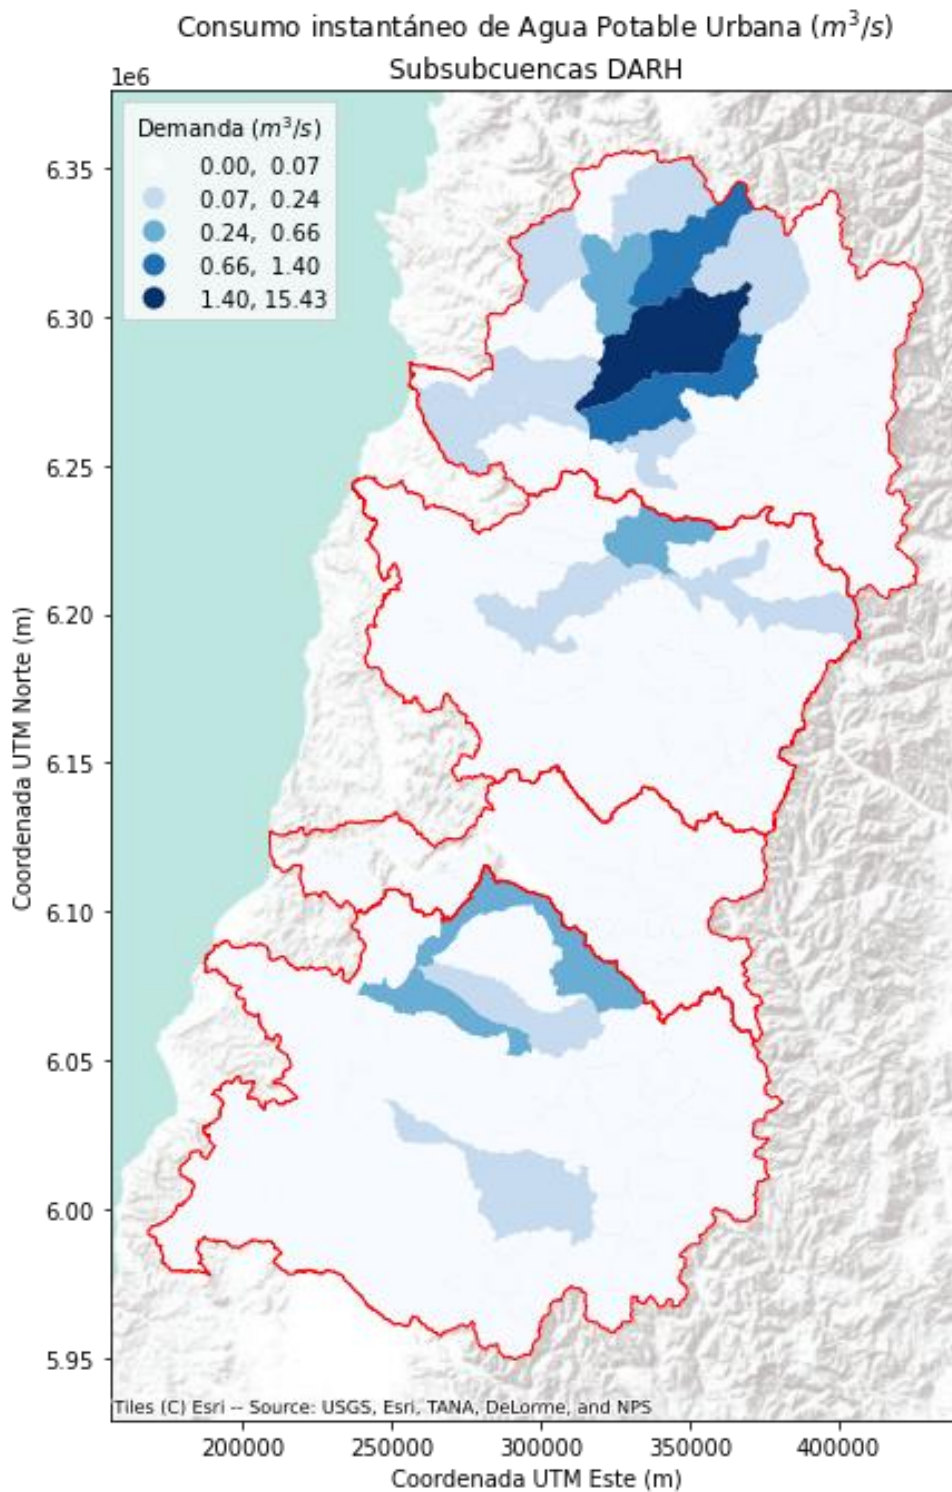 Consumo instantáneo de Agua Potable Urbana (m³/s)
Subsubcuencas DARH
1e6
Demanda (m³/s)
0.00, 0.07
0.07, 0.24
0.24, 0.66
0.66, 1.40
1.40, 15.43
6.35
6.30
6.25
6.20
6.15
6.10
6.05
6.00
5.95
Coordenada UTM Norte (m)
Tiles (C) Esri -- Source: USGS, Esri, TANA, DeLorme, and NPS
200000 250000 300000 350000 400000
Coordenada UTM Este (m)